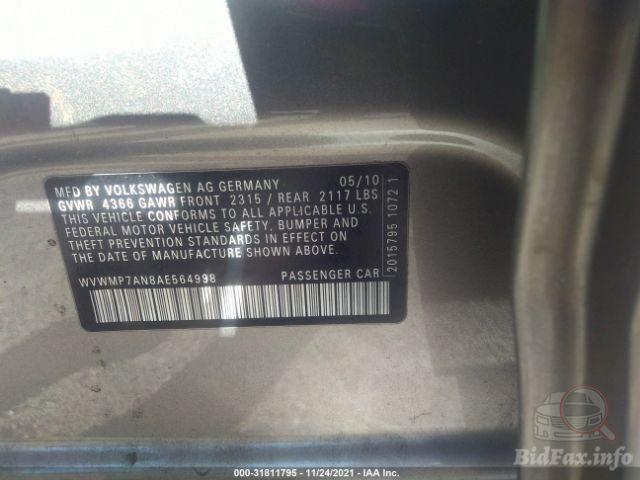 MFD BY VOLKSWAGEN AG GERMANY 05/10
GVWR 4366 GAWR FRONT 2315 / REAR 2117 LBS
THIS VEHICLE CONFORMS TO ALL APPLICABLE U.S.
FEDERAL MOTOR VEHICLE SAFETY, BUMPER AND
THEFT PREVENTION STANDARDS IN EFFECT ON
THE DATE OF MANUFACTURE SHOWN ABOVE.
WVWMP7AN8AE564998 PASSENGER CAR
2015795 1072 1
000-31811795 - 11/24/2021 - IAA Inc.
BidFax.info